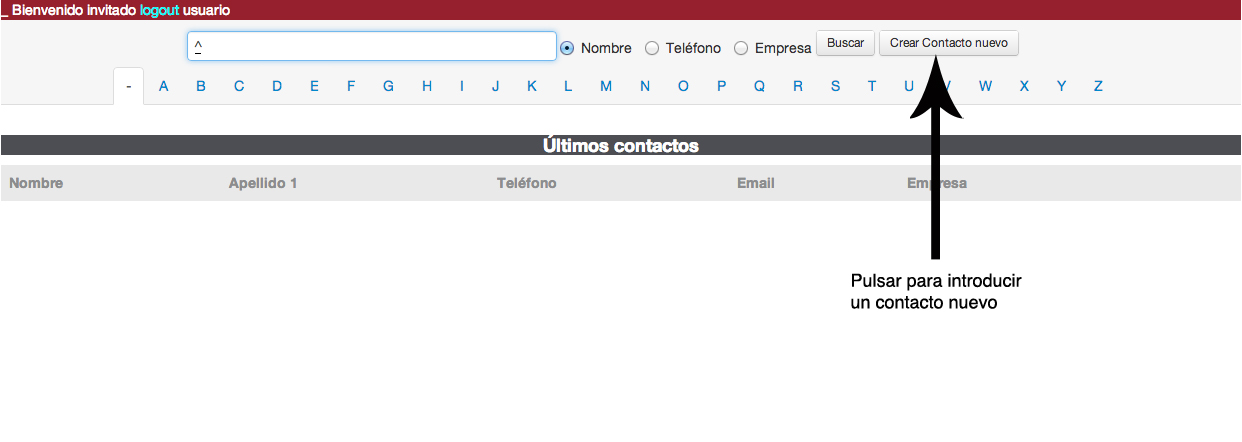 _ Bienvenido invitado logout usuario
^ Nombre Teléfono Empresa Buscar Crear Contacto nuevo
- A B C D E F G H I J K L M N O P Q R S T U V W X Y Z
Últimos contactos
Nombre Apellido 1 Teléfono Email Empresa
Pulsar para introducir
un contacto nuevo